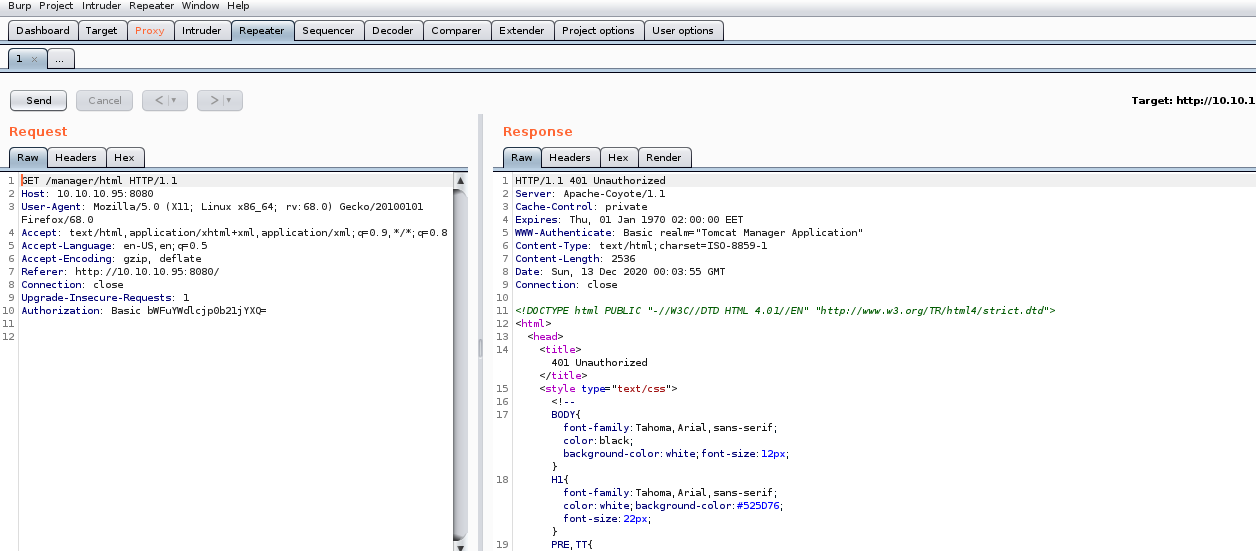 Burp Project Intruder Repeater Window Help
Dashboard Target Proxy Intruder Repeater Sequencer Decoder Comparer Extender Project options User options
1 × ...
Send Cancel < ▾ > ▾ Target: http://10.10.1
Request
Raw Headers Hex
1 GET /manager/html HTTP/1.1
2 Host: 10.10.10.95:8080
3 User-Agent: Mozilla/5.0 (X11; Linux x86_64; rv:68.0) Gecko/20100101
Firefox/68.0
4 Accept: text/html,application/xhtml+xml,application/xml;q=0.9,*/*;q=0.8
5 Accept-Language: en-US,en;q=0.5
6 Accept-Encoding: gzip, deflate
7 Referer: http://10.10.10.95:8080/
8 Connection: close
9 Upgrade-Insecure-Requests: 1
10 Authorization: Basic bWFuYWdlcjp0b21jYXQ=
11
12
Response
Raw Headers Hex Render
1 HTTP/1.1 401 Unauthorized
2 Server: Apache-Coyote/1.1
3 Cache-Control: private
4 Expires: Thu, 01 Jan 1970 02:00:00 EET
5 WWW-Authenticate: Basic realm="Tomcat Manager Application"
6 Content-Type: text/html;charset=ISO-8859-1
7 Content-Length: 2536
8 Date: Sun, 13 Dec 2020 00:03:55 GMT
9 Connection: close
10
11 <!DOCTYPE html PUBLIC "-//W3C//DTD HTML 4.01//EN" "http://www.w3.org/TR/html4/strict.dtd">
12 <html>
13 <head>
14 <title>
401 Unauthorized
</title>
15 <style type="text/css">
16 <!--
17 BODY{
font-family:Tahoma,Arial,sans-serif;
color:black;
background-color:white;font-size:12px;
}
18 H1{
font-family:Tahoma,Arial,sans-serif;
color:white;background-color:#525D76;
font-size:22px;
}
19 PRE,TT{